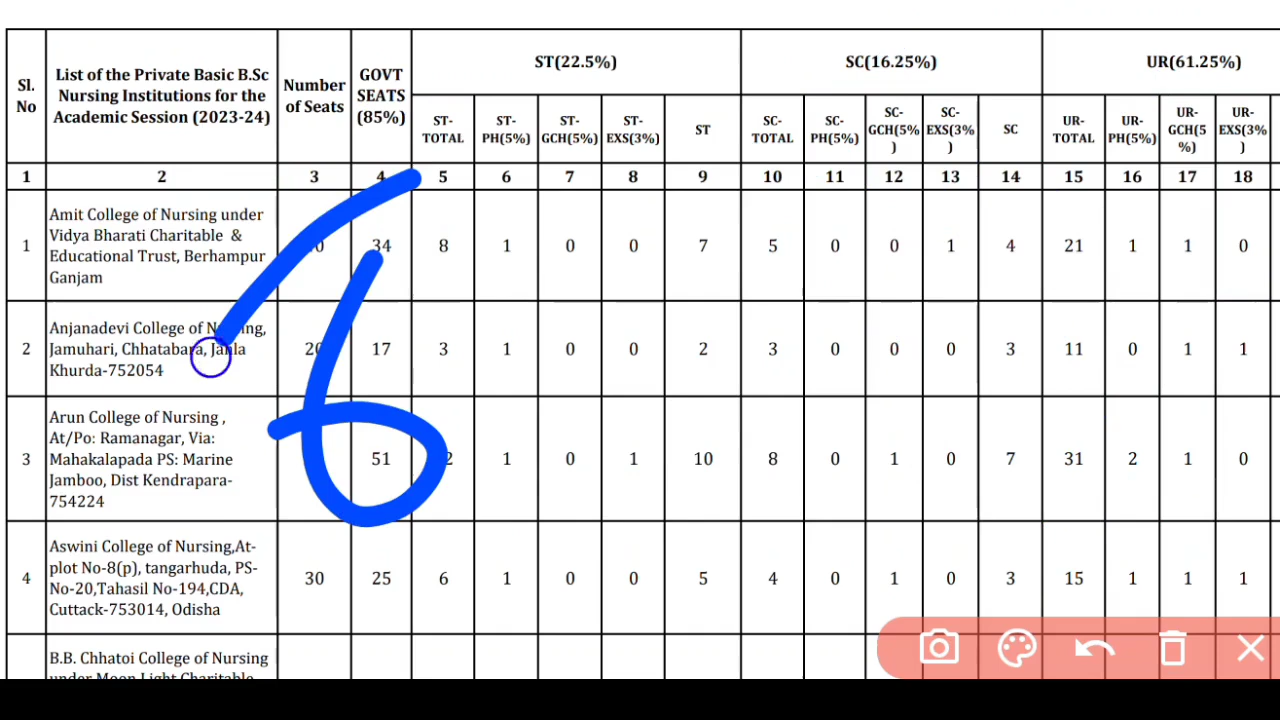 Sl. No | List of the Private Basic B.Sc Nursing Institutions for the Academic Session (2023-24) | Number of Seats | GOVT SEATS (85%) | ST(22.5%) | SC(16.25%) | UR(61.25%)
ST-TOTAL | ST-PH(5%) | ST-GCH(5%) | ST-EXS(3%) | ST | SC-TOTAL | SC-PH(5%) | SC-GCH(5%) | SC-EXS(3%) | SC | UR-TOTAL | UR-PH(5%) | UR-GCH(5%) | UR-EXS(3%)
1 | 2 | 3 | 4 | 5 | 6 | 7 | 8 | 9 | 10 | 11 | 12 | 13 | 14 | 15 | 16 | 17 | 18
1 | Amit College of Nursing under Vidya Bharati Charitable & Educational Trust, Berhampur Ganjam | | 34 | 8 | 1 | 0 | 0 | 7 | 5 | 0 | 0 | 1 | 4 | 21 | 1 | 1 | 0
2 | Anjanadevi College of Nursing, Jamuhari, Chhatabara, Janla Khurda-752054 | 20 | 17 | 3 | 1 | 0 | 0 | 2 | 3 | 0 | 0 | 0 | 3 | 11 | 0 | 1 | 1
3 | Arun College of Nursing , At/Po: Ramanagar, Via: Mahakalapada PS: Marine Jamboo, Dist Kendrapara-754224 | | 51 | | 1 | 0 | 1 | 10 | 8 | 0 | 1 | 0 | 7 | 31 | 2 | 1 | 0
4 | Aswini College of Nursing,At-plot No-8(p), tangarhuda, PS-No-20,Tahasil No-194,CDA, Cuttack-753014, Odisha | 30 | 25 | 6 | 1 | 0 | 0 | 5 | 4 | 0 | 1 | 0 | 3 | 15 | 1 | 1 | 1
B.B. Chhatoi College of Nursing
under Moon Light Charitable